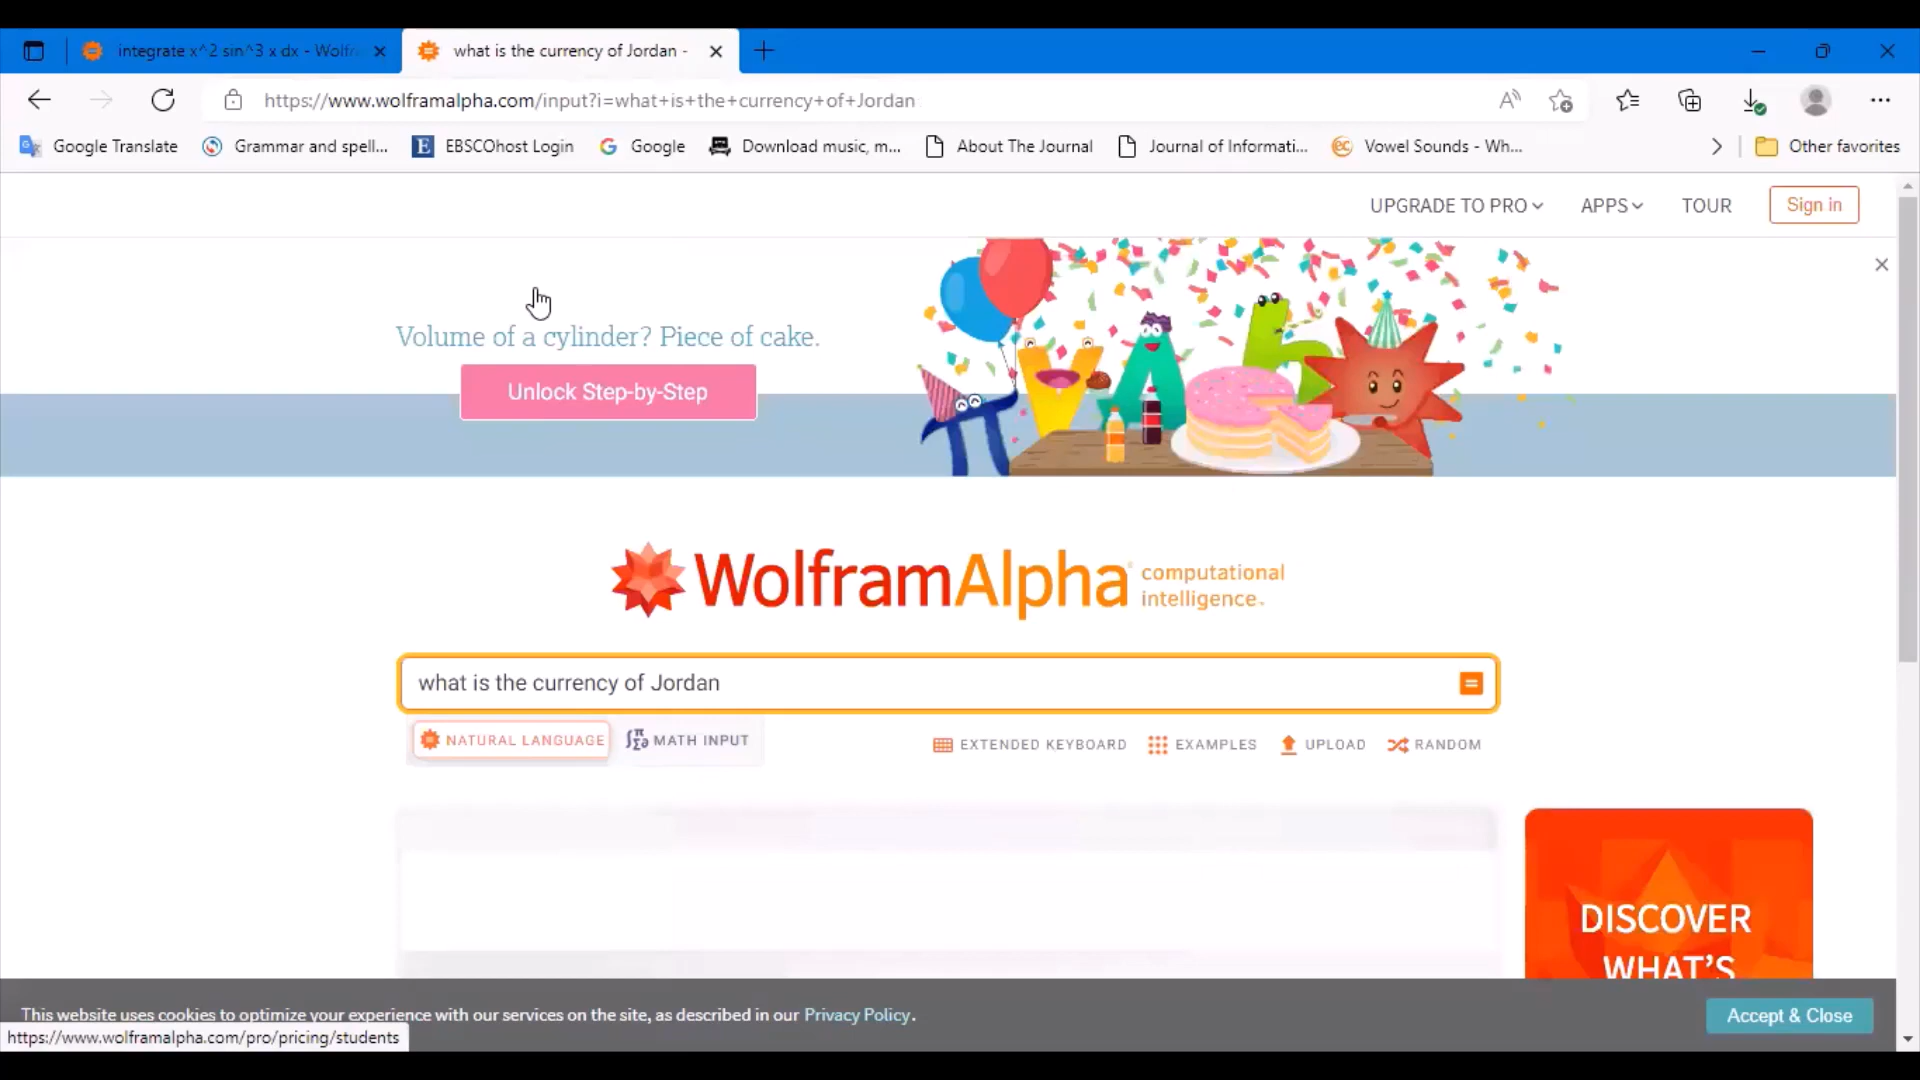 integrate x^2 sin^3 x dx - Wolfr
what is the currency of Jordan -
https://www.wolframalpha.com/input?i=what+is+the+currency+of+Jordan
Google Translate
Grammar and spell...
EBSCOhost Login
Google
Download music, m...
About The Journal
Journal of Informati...
Vowel Sounds - Wh...
Other favorites
UPGRADE TO PRO
APPS
TOUR
Sign in
Volume of a cylinder? Piece of cake.
Unlock Step-by-Step
WolframAlpha computational intelligence.
what is the currency of Jordan
NATURAL LANGUAGE
MATH INPUT
EXTENDED KEYBOARD
EXAMPLES
UPLOAD
RANDOM
DISCOVER
WHAT'S
This website uses cookies to optimize your experience with our services on the site, as described in our Privacy Policy.
Accept & Close
https://www.wolframalpha.com/pro/pricing/students